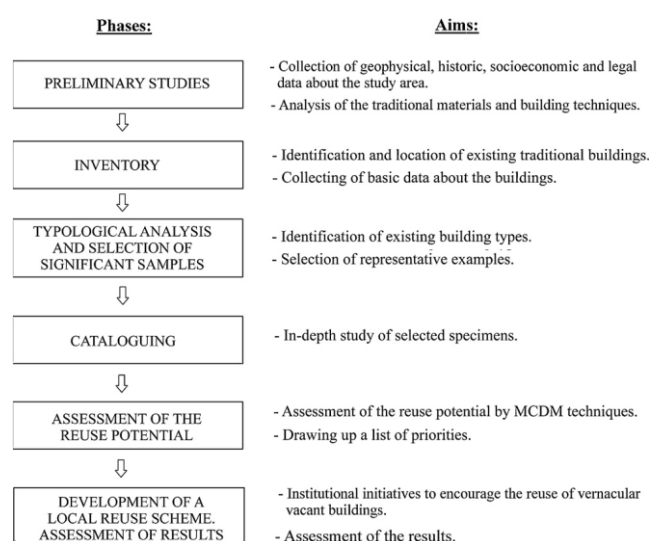 Phases:
Aims:
PRELIMINARY STUDIES
- Collection of geophysical, historic, socioeconomic and legal
data about the study area.
- Analysis of the traditional materials and building techniques.
INVENTORY
- Identification and location of existing traditional buildings.
- Collecting of basic data about the buildings.
TYPOLOGICAL ANALYSIS
AND SELECTION OF
SIGNIFICANT SAMPLES
- Identification of existing building types.
- Selection of representative examples.
CATALOGUING
- In-depth study of selected specimens.
ASSESSMENT OF THE
REUSE POTENTIAL
- Assessment of the reuse potential by MCDM techniques.
- Drawing up a list of priorities.
DEVELOPMENT OF A
LOCAL REUSE SCHEME.
ASSESSMENT OF RESULTS
- Institutional initiatives to encourage the reuse of vernacular
vacant buildings.
- Assessment of the results.